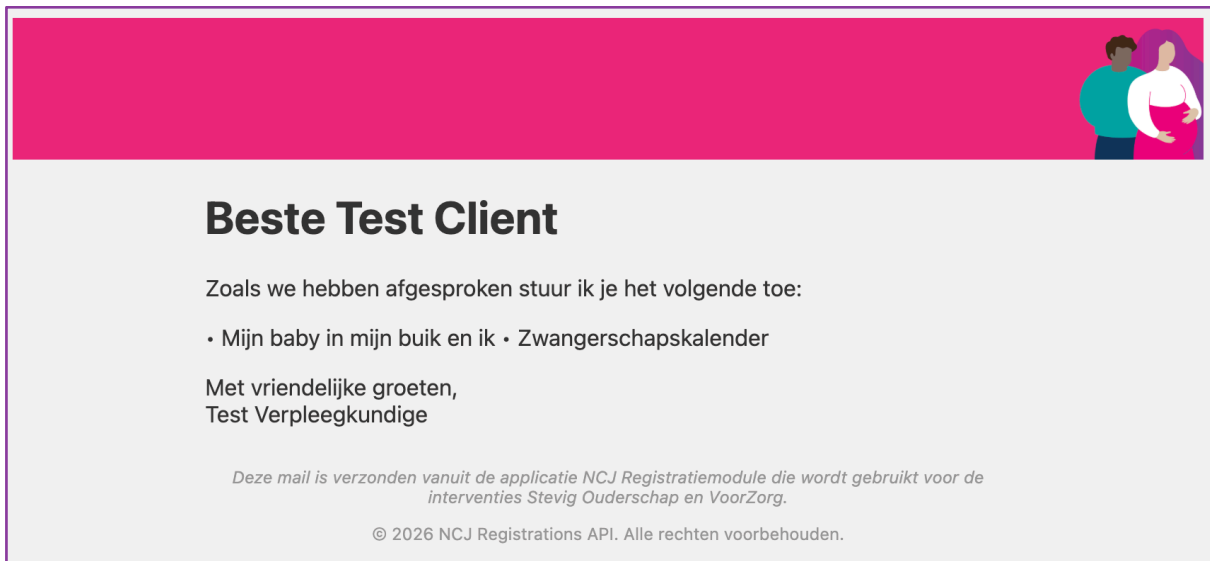 Beste Test Client
Zoals we hebben afgesproken stuur ik je het volgende toe:
• Mijn baby in mijn buik en ik • Zwangerschapskalender
Met vriendelijke groeten,
Test Verpleegkundige
Deze mail is verzonden vanuit de applicatie NCJ Registratiemodule die wordt gebruikt voor de
interventies Stevig Ouderschap en VoorZorg.
© 2026 NCJ Registrations API. Alle rechten voorbehouden.